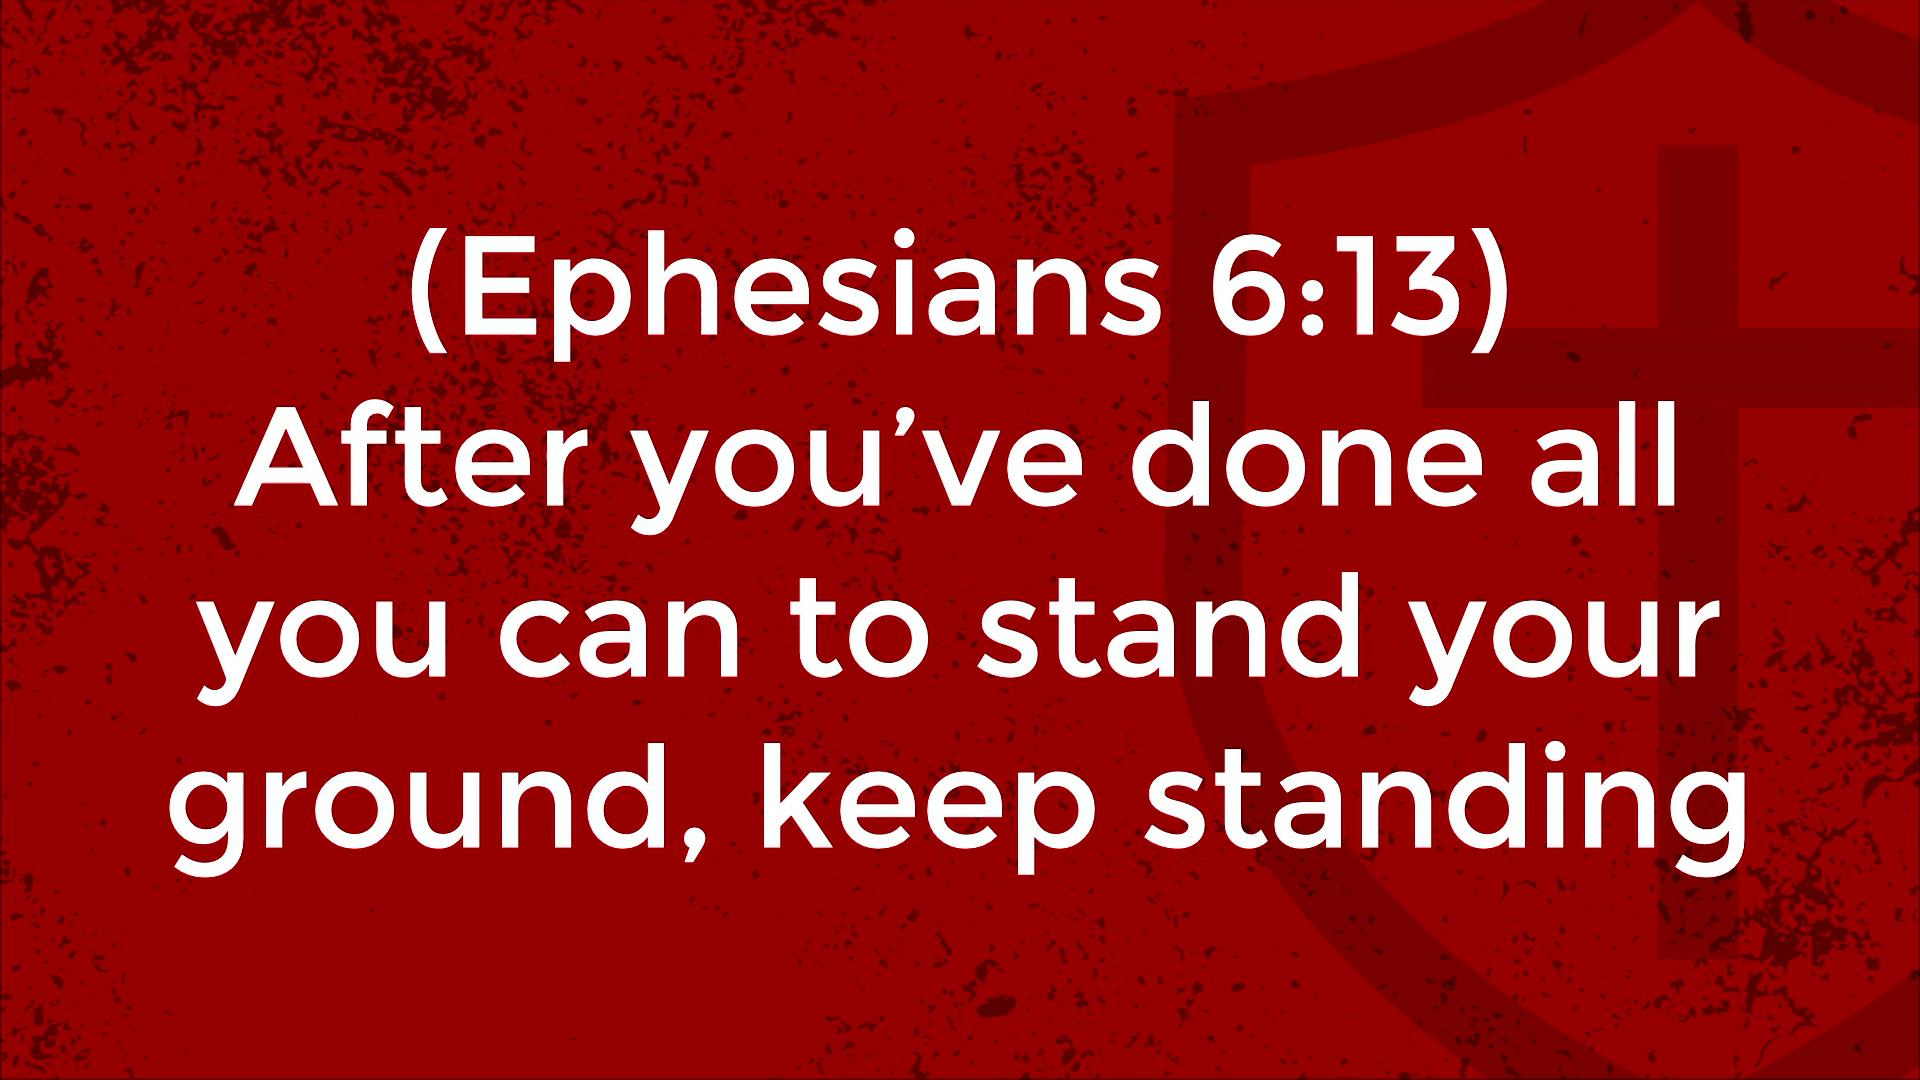 (Ephesians 6:13)
After you’ve done all
you can to stand your
ground, keep standing